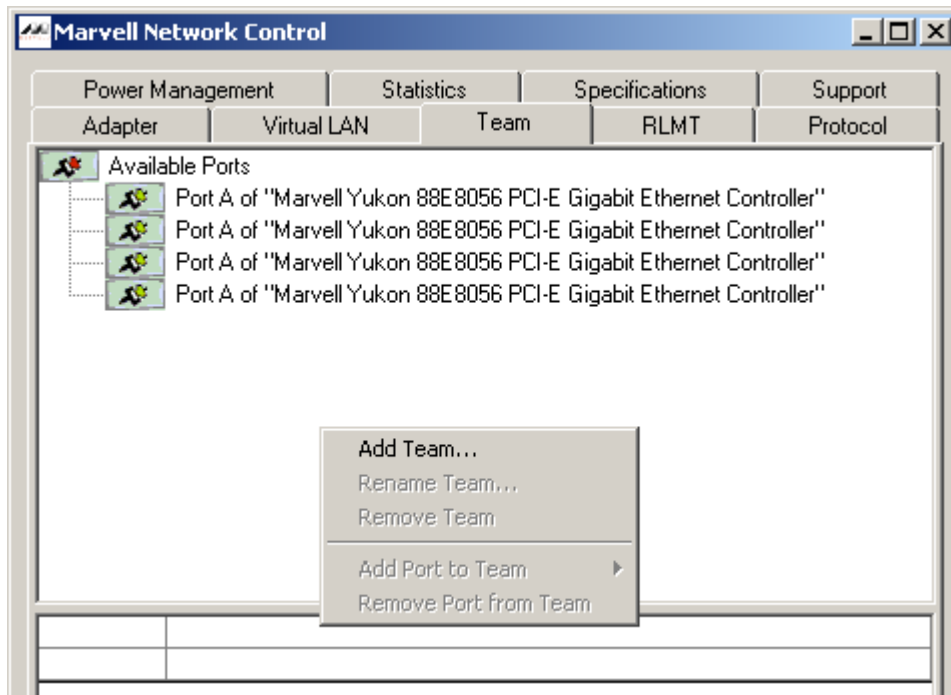 Marvell Network Control
Power Management Statistics Specifications Support
Adapter Virtual LAN Team RLMT Protocol
Available Ports
Port A of "Marvell Yukon 88E8056 PCI-E Gigabit Ethernet Controller"
Port A of "Marvell Yukon 88E8056 PCI-E Gigabit Ethernet Controller"
Port A of "Marvell Yukon 88E8056 PCI-E Gigabit Ethernet Controller"
Port A of "Marvell Yukon 88E8056 PCI-E Gigabit Ethernet Controller"
Add Team...
Rename Team...
Remove Team
Add Port to Team
Remove Port from Team